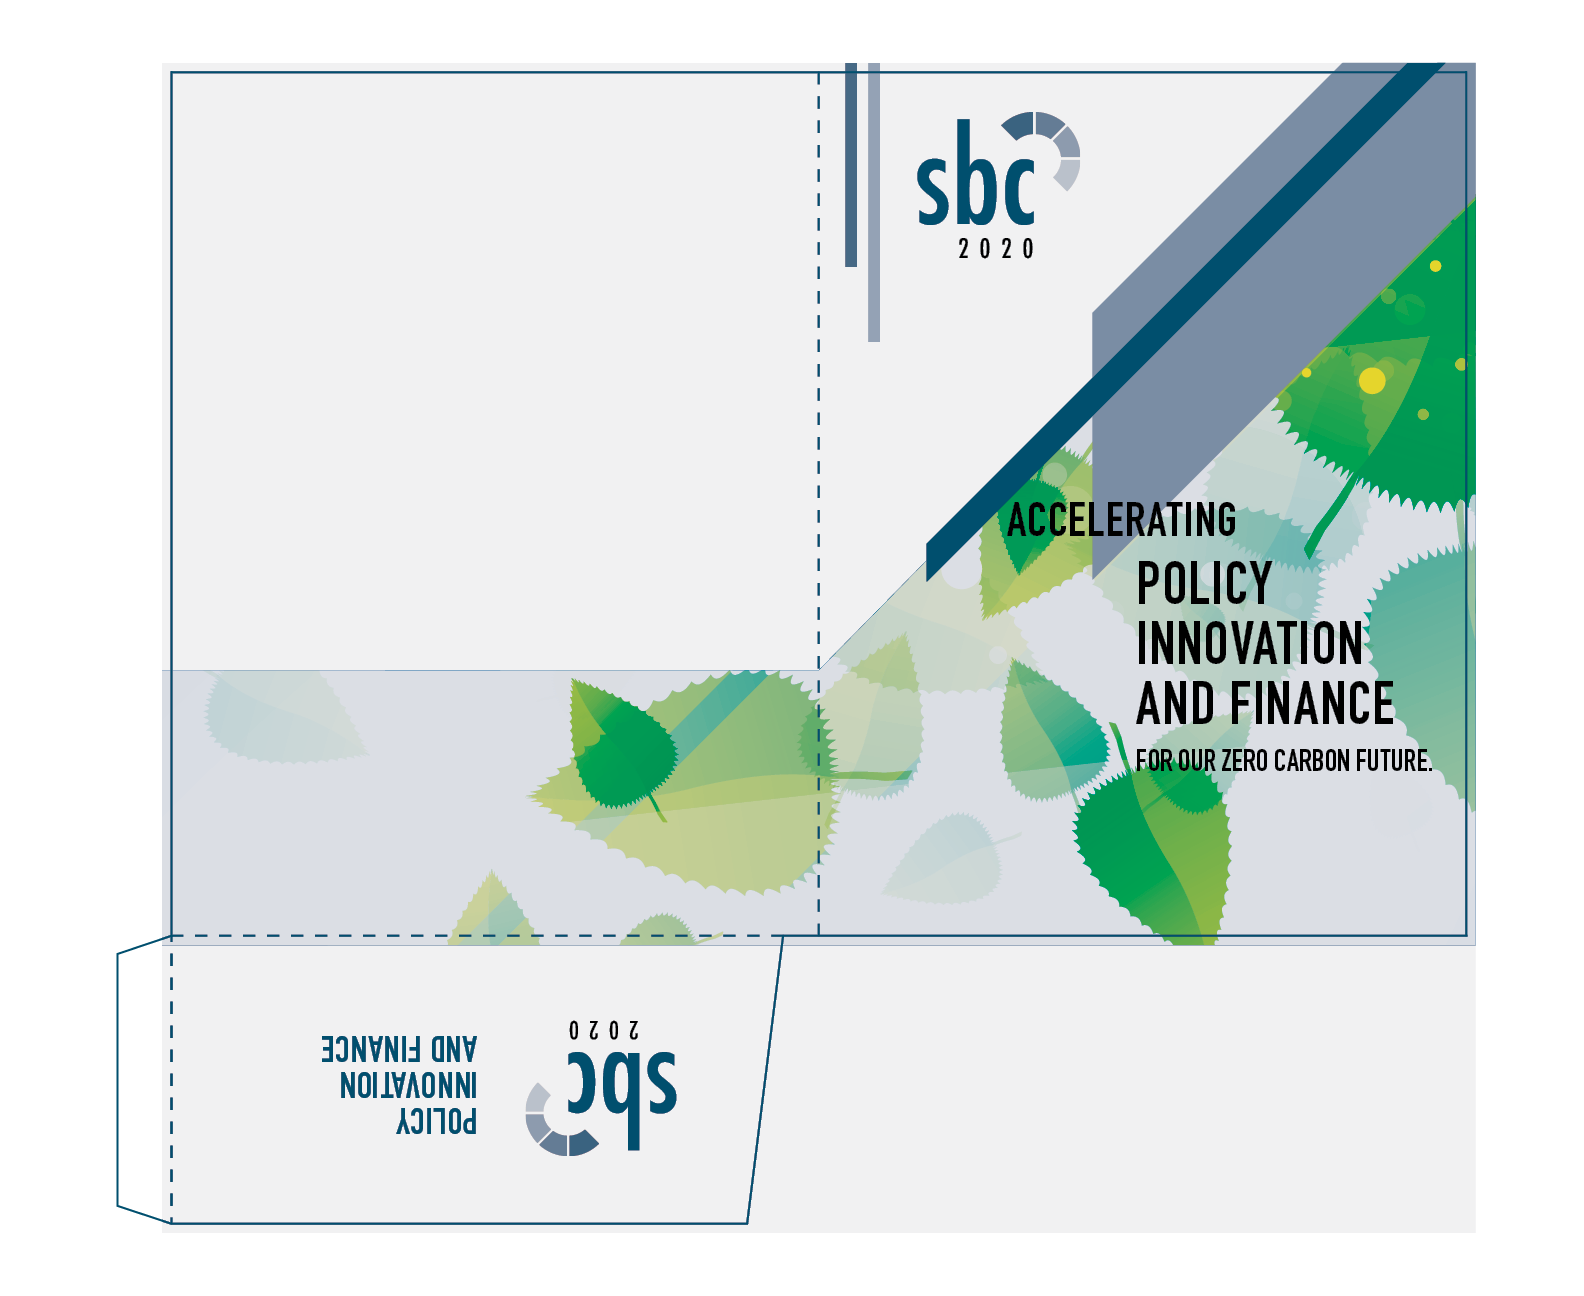 sbc
2020
ACCELERATING
POLICY
INNOVATION
AND FINANCE
FOR OUR ZERO CARBON FUTURE.
sbc
2020
POLICY
INNOVATION
AND FINANCE